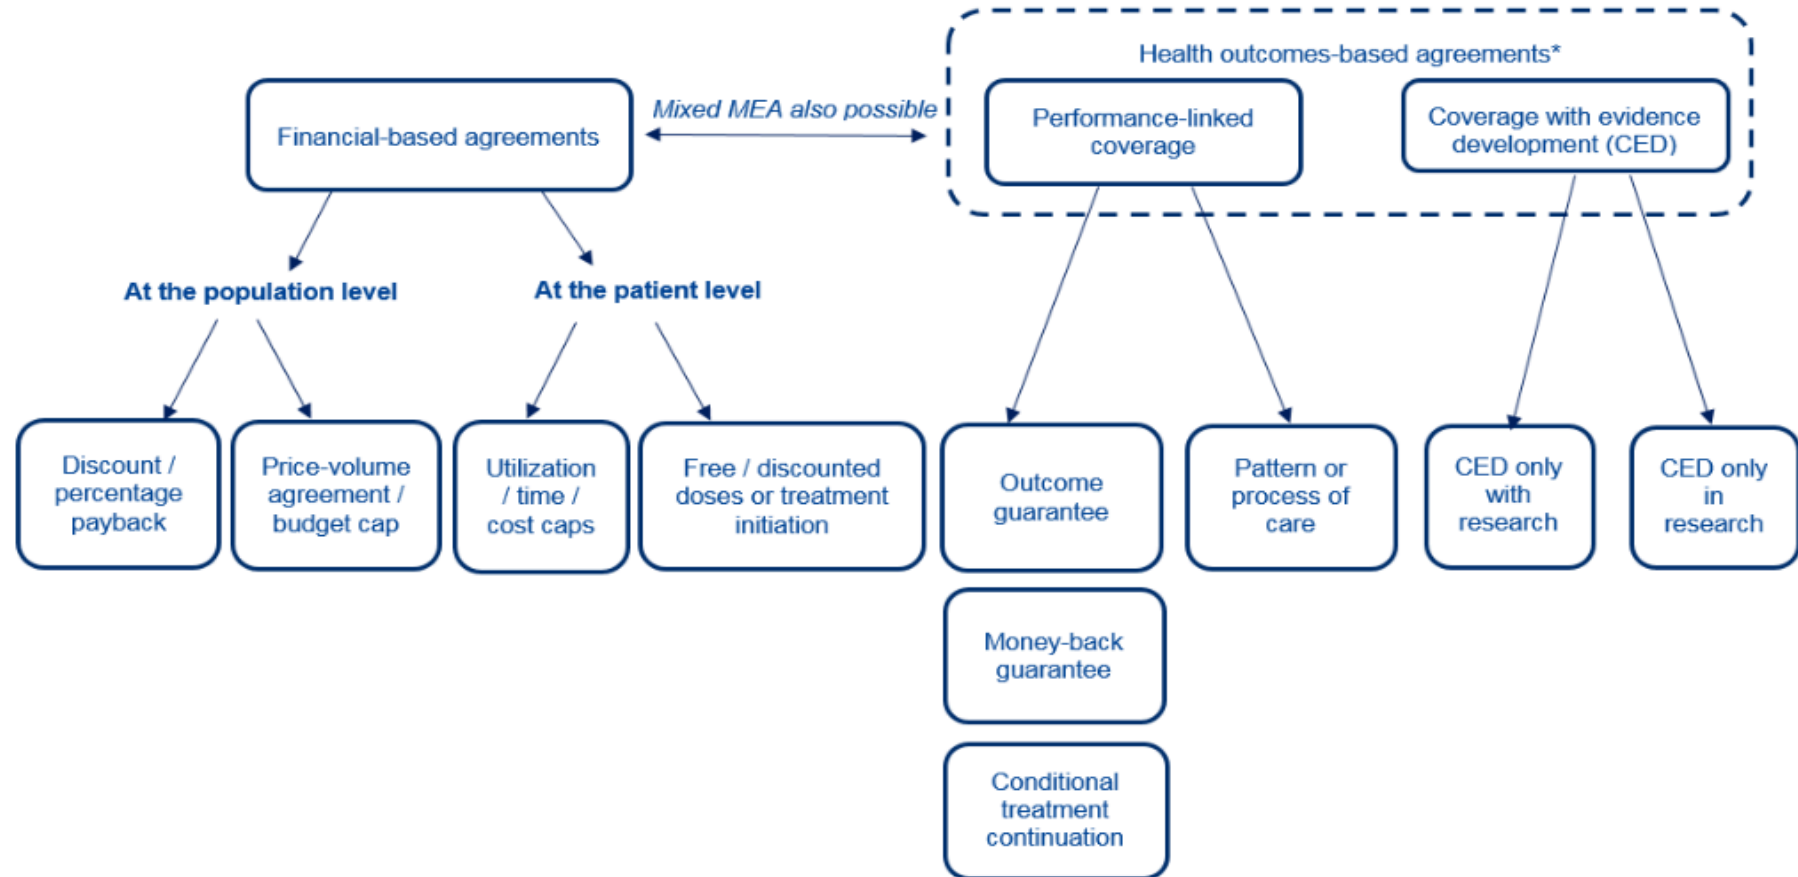 Health outcomes-based agreements*
Financial-based agreements
Mixed MEA also possible
Performance-linked
coverage
Coverage with evidence
development (CED)
At the population level
At the patient level
Discount /
percentage
payback
Price-volume
agreement /
budget cap
Utilization
/ time /
cost caps
Free / discounted
doses or treatment
initiation
Outcome
guarantee
Pattern or
process of
care
CED only
with
research
CED only
in
research
Money-back
guarantee
Conditional
treatment
continuation